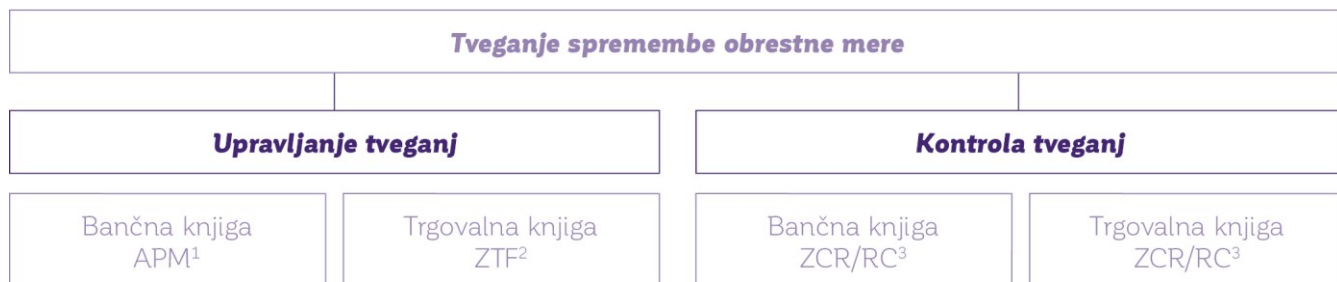 Tveganje spremembe obrestne mere
Upravljanje tveganj
Kontrola tveganj
Bančna knjiga
APM¹
Trgovalna knjiga
ZTF²
Bančna knjiga
ZCR/RC³
Trgovalna knjiga
ZCR/RC³